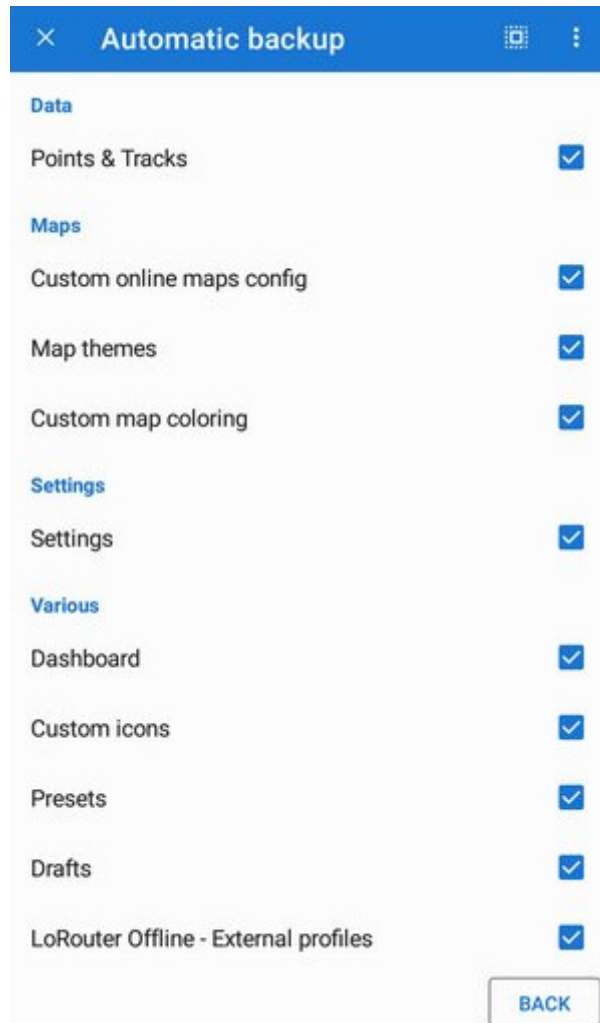 Automatic backup
Data
Points & Tracks
Maps
Custom online maps config
Map themes
Custom map coloring
Settings
Settings
Various
Dashboard
Custom icons
Presets
Drafts
LoRouter Offline - External profiles
BACK